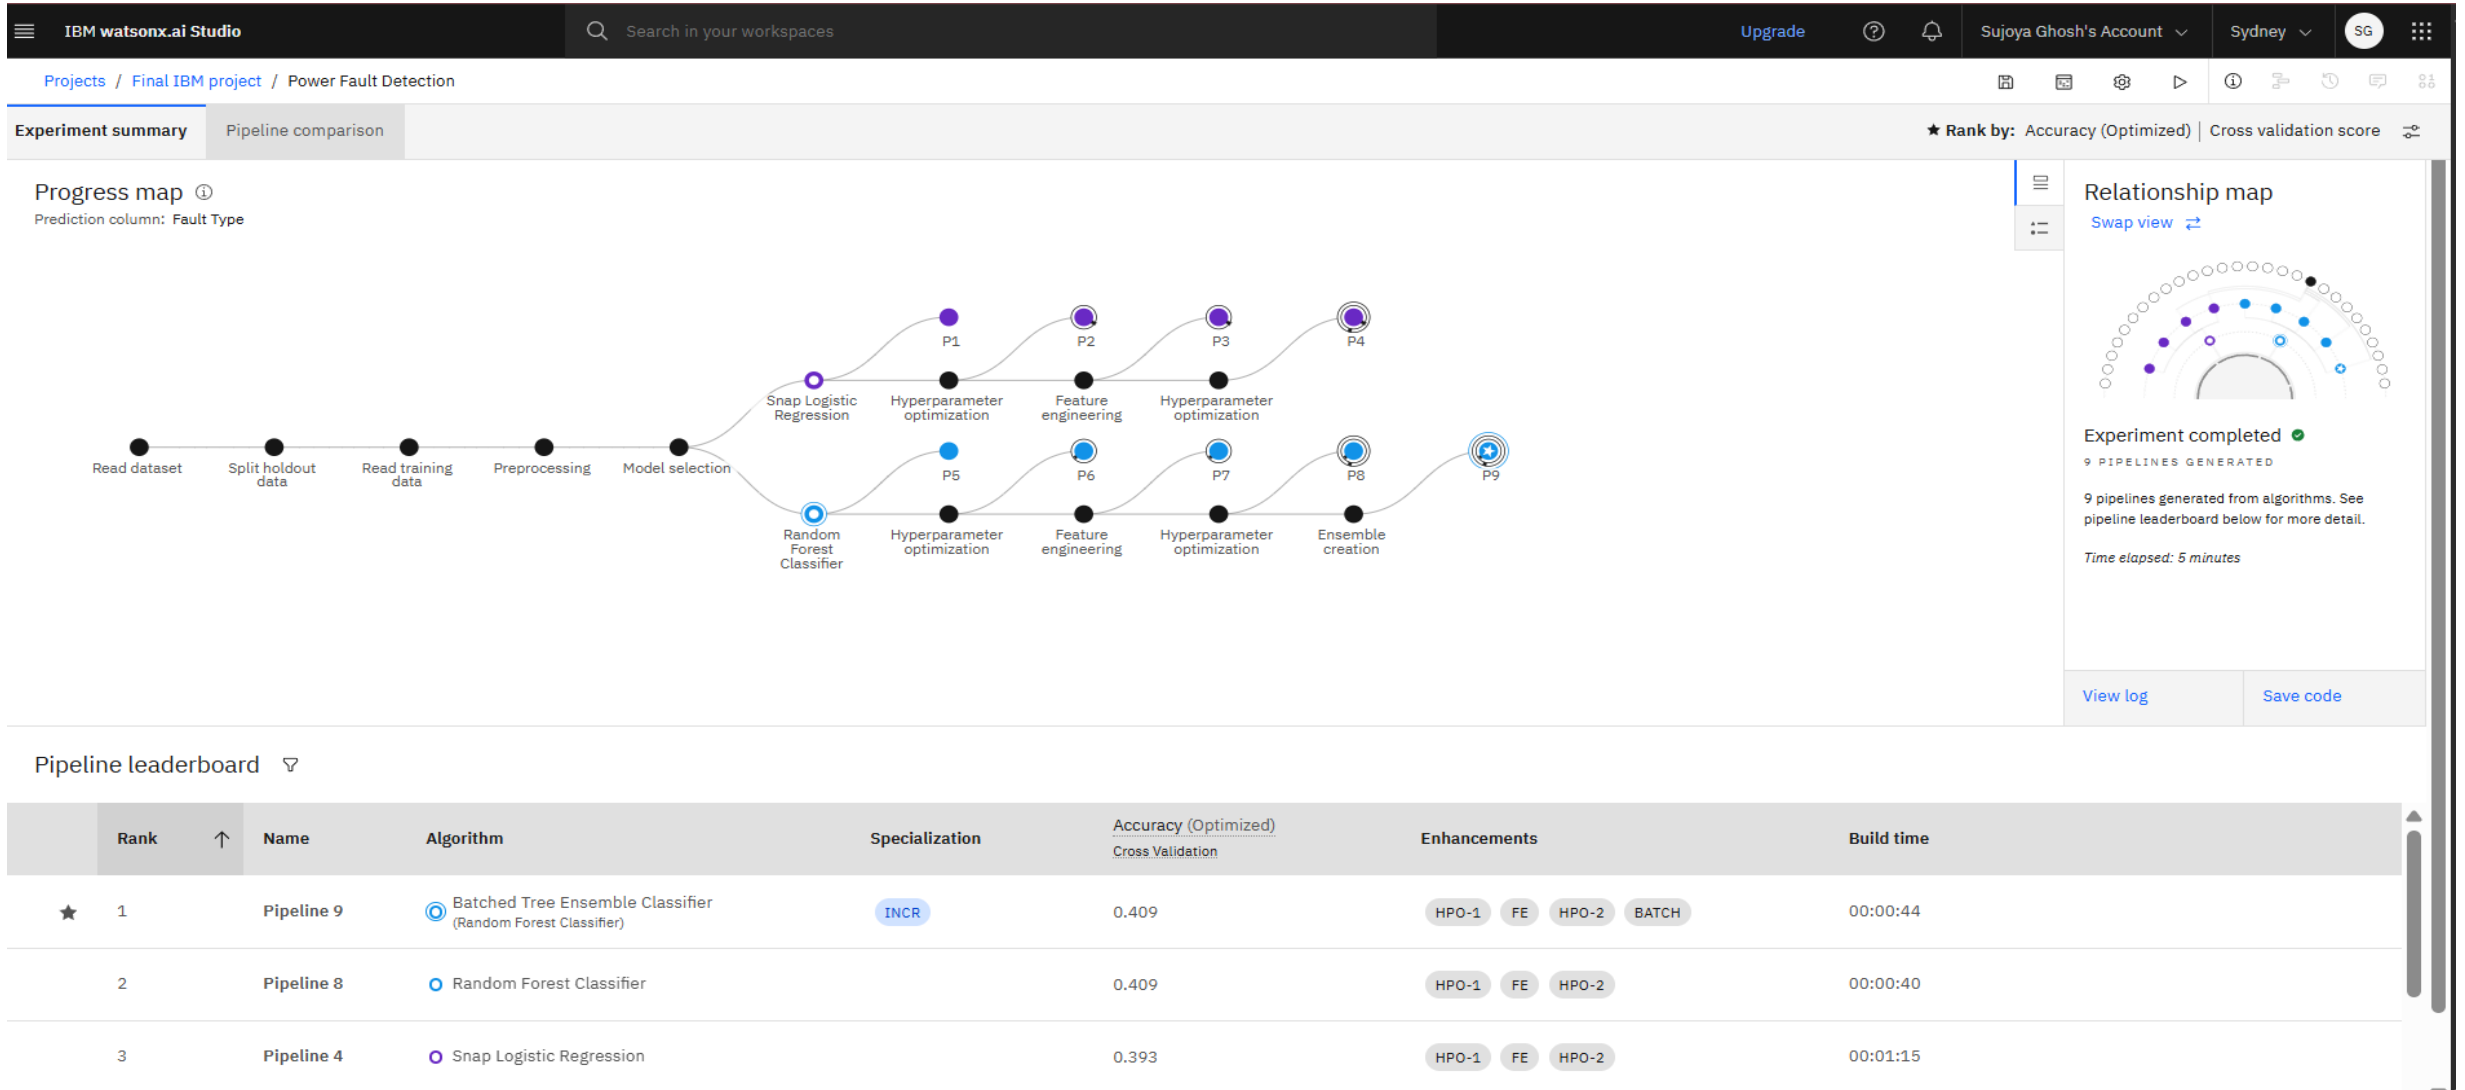 IBM watsonx.ai Studio
Search in your workspaces
Upgrade
Sujoya Ghosh's Account
Sydney
SG
Projects / Final IBM project / Power Fault Detection
Experiment summary
Pipeline comparison
★ Rank by: Accuracy (Optimized) | Cross validation score
Progress map
Prediction column: Fault Type
P1
P2
P3
P4
Snap Logistic
Regression
Hyperparameter
optimization
Feature
engineering
Hyperparameter
optimization
Read dataset
Split holdout
data
Read training
data
Preprocessing
Model selection
P5
P6
P7
P8
P9
Random
Forest
Classifier
Hyperparameter
optimization
Feature
engineering
Hyperparameter
optimization
Ensemble
creation
Relationship map
Swap view
Experiment completed
9 PIPELINES GENERATED
9 pipelines generated from algorithms. See
pipeline leaderboard below for more detail.
Time elapsed: 5 minutes
View log
Save code
Pipeline leaderboard
Rank
Name
Algorithm
Specialization
Accuracy (Optimized)
Cross Validation
Enhancements
Build time
1
Pipeline 9
Batched Tree Ensemble Classifier
(Random Forest Classifier)
INCR
0.409
HPO-1 FE HPO-2 BATCH
00:00:44
2
Pipeline 8
Random Forest Classifier
0.409
HPO-1 FE HPO-2
00:00:40
3
Pipeline 4
Snap Logistic Regression
0.393
HPO-1 FE HPO-2
00:01:15